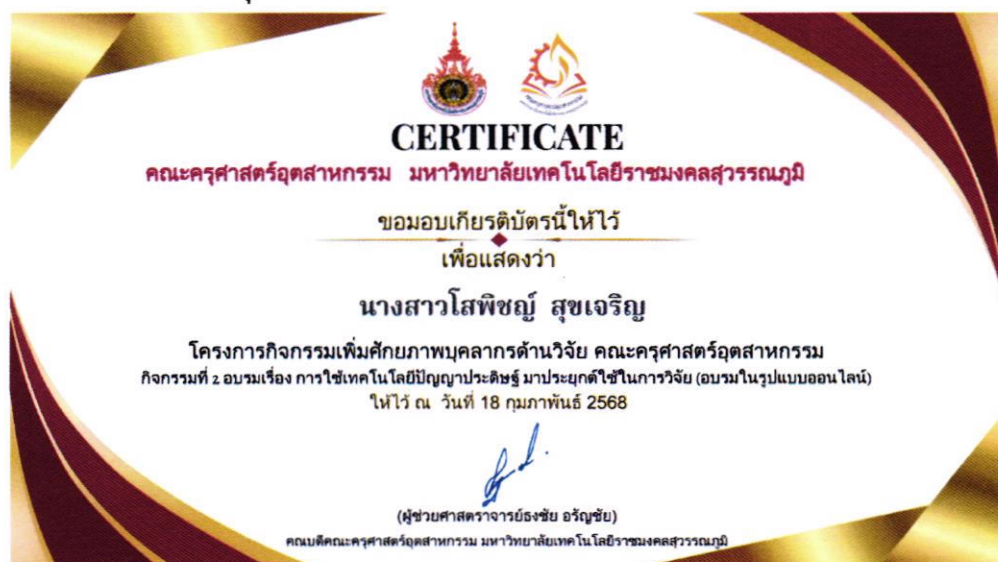 CERTIFICATE
คณะครุศาสตร์อุตสาหกรรม มหาวิทยาลัยเทคโนโลยีราชมงคลสุวรรณภูมิ
ขอมอบเกียรติบัตรนี้ให้ไว้
เพื่อแสดงว่า
นางสาวโสพิชญ์ สุขเจริญ
โครงการกิจกรรมเพิ่มศักยภาพบุคลากรด้านวิจัย คณะครุศาสตร์อุตสาหกรรม
กิจกรรมที่ 2 อบรมเรื่อง การใช้เทคโนโลยีปัญญาประดิษฐ์ มาประยุกต์ใช้ในการวิจัย (อบรมในรูปแบบออนไลน์)
ให้ไว้ ณ วันที่ 18 กุมภาพันธ์ 2568
(ผู้ช่วยศาสตราจารย์ธงชัย อรัญชัย)
คณบดีคณะครุศาสตร์อุตสาหกรรม มหาวิทยาลัยเทคโนโลยีราชมงคลสุวรรณภูมิ